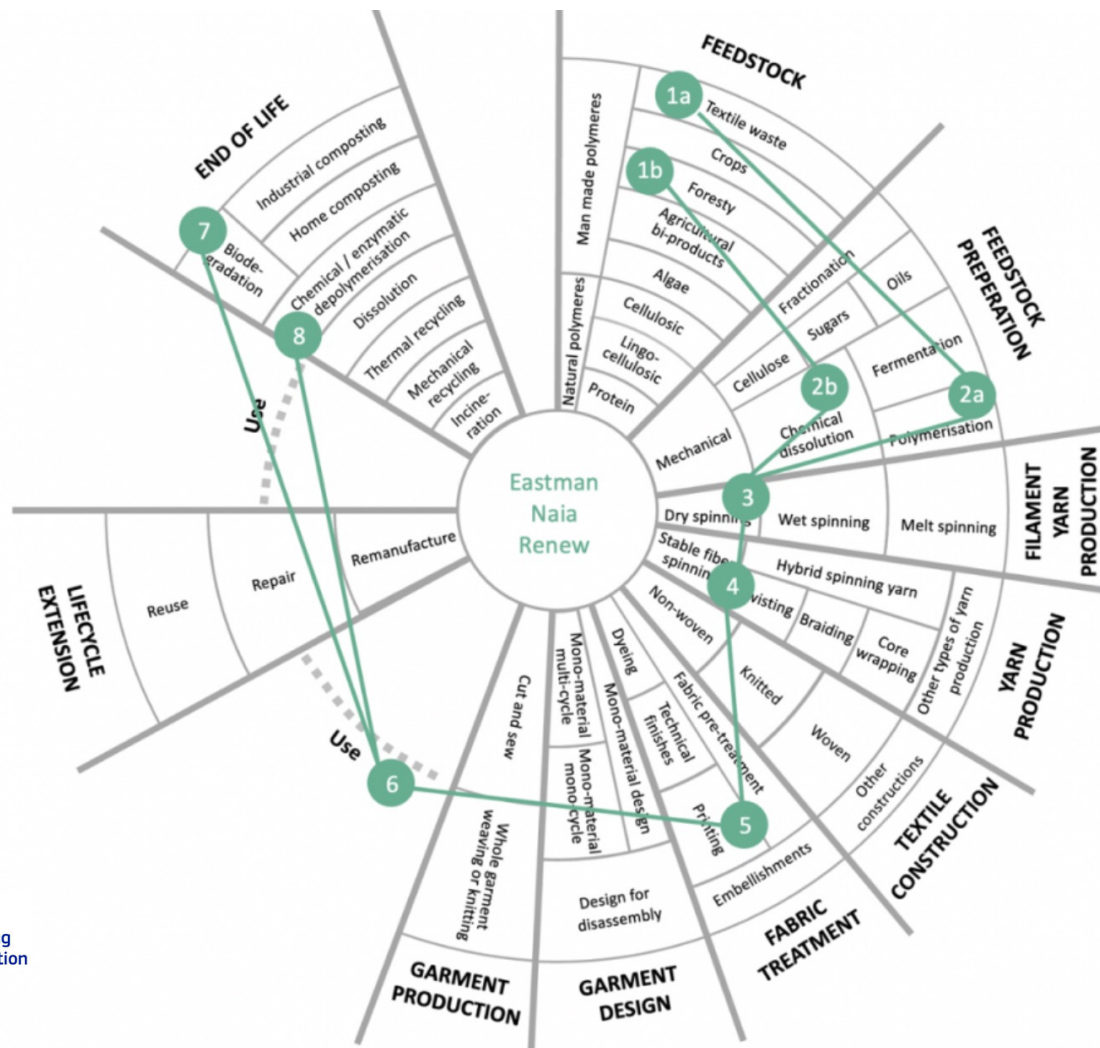 FEEDSTOCK
1a
Textile waste
Crops
1b
Foresty
Agricultural
bi-products
Algae
Cellulosic
Lingo-
cellulosic
Protein
Man made polymeres
Natural polymeres
FEEDSTOCK
PREPERATION
Fractionation
Oils
Sugars
Cellulose
Fermentation
2b
2a
Chemical
dissolution
Polymerisation
Mechanical
FILAMENT
YARN
PRODUCTION
3
Dry spinning
Wet spinning
Melt spinning
YARN
PRODUCTION
Stable fiber
spinning
4
Hybrid spinning yarn
wisting
Braiding
Core
wrapping
Other types of yarn
production
TEXTILE
CONSTRUCTION
Non-woven
Knitted
Woven
Other
constructions
FABRIC
TREATMENT
Dyeing
Fabric pre-treatment
Technical
finishes
Printing
5
Embellishments
GARMENT
DESIGN
Mono-material
multi-cycle
Mono-material design
Mono-material
mono-cycle
Design for
disassembly
GARMENT
PRODUCTION
Cut and sew
Whole garment
weaving or knitting
Use
6
LIFECYCLE
EXTENSION
Reuse
Repair
Remanufacture
Use
END OF LIFE
7
Biode-
gradation
Industrial composting
Home composting
Chemical / enzymatic
depolymerisation
8
Dissolution
Thermal recycling
Mechanical
recycling
Incine-
ration
Eastman
Naia
Renew
g
tion